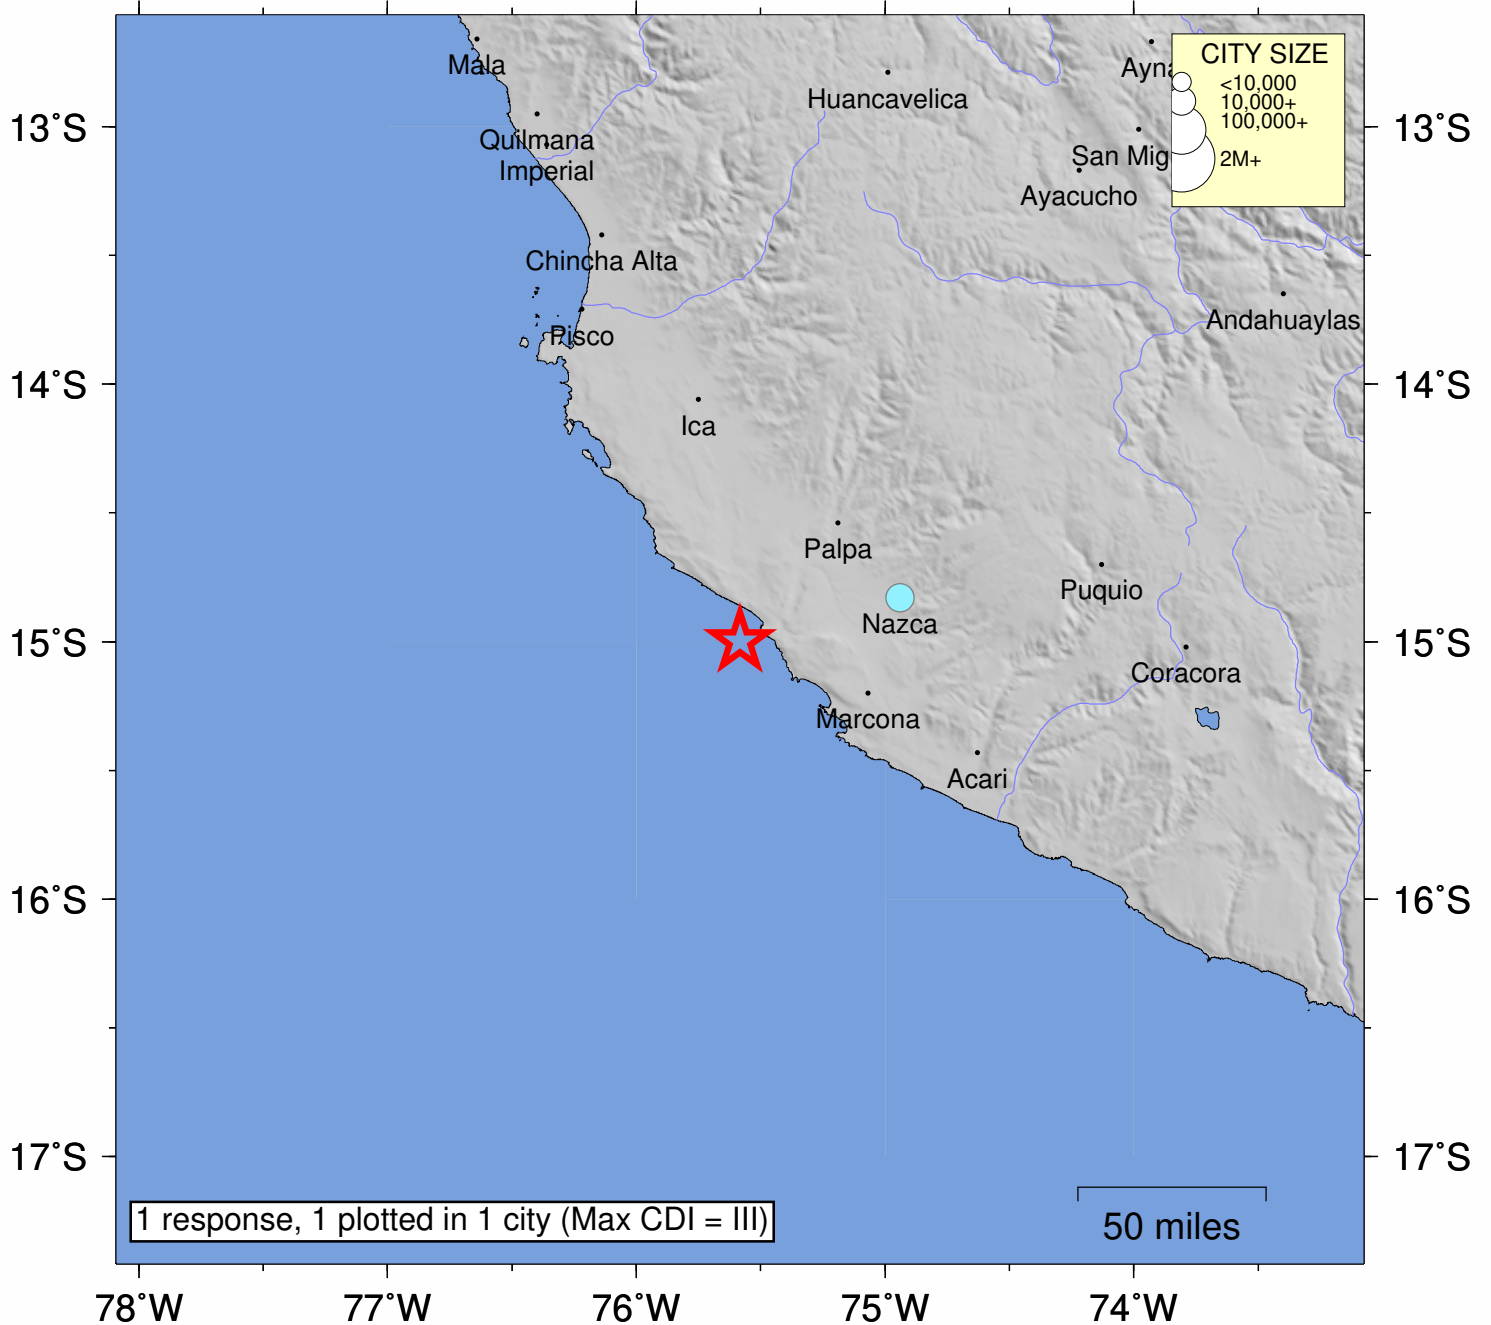 Mala
Huancavelica
Ayna
CITY SIZE
<10,000
10,000+
100,000+
2M+
13°S
13°S
Quilmana
Imperial
San Mig
Ayacucho
Chincha Alta
Pisco
Andahuaylas
14°S
14°S
Ica
Palpa
Puquio
Nazca
15°S
15°S
Coracora
Marcona
Acari
16°S
16°S
17°S
17°S
1 response, 1 plotted in 1 city (Max CDI = III)
50 miles
78°W
77°W
76°W
75°W
74°W